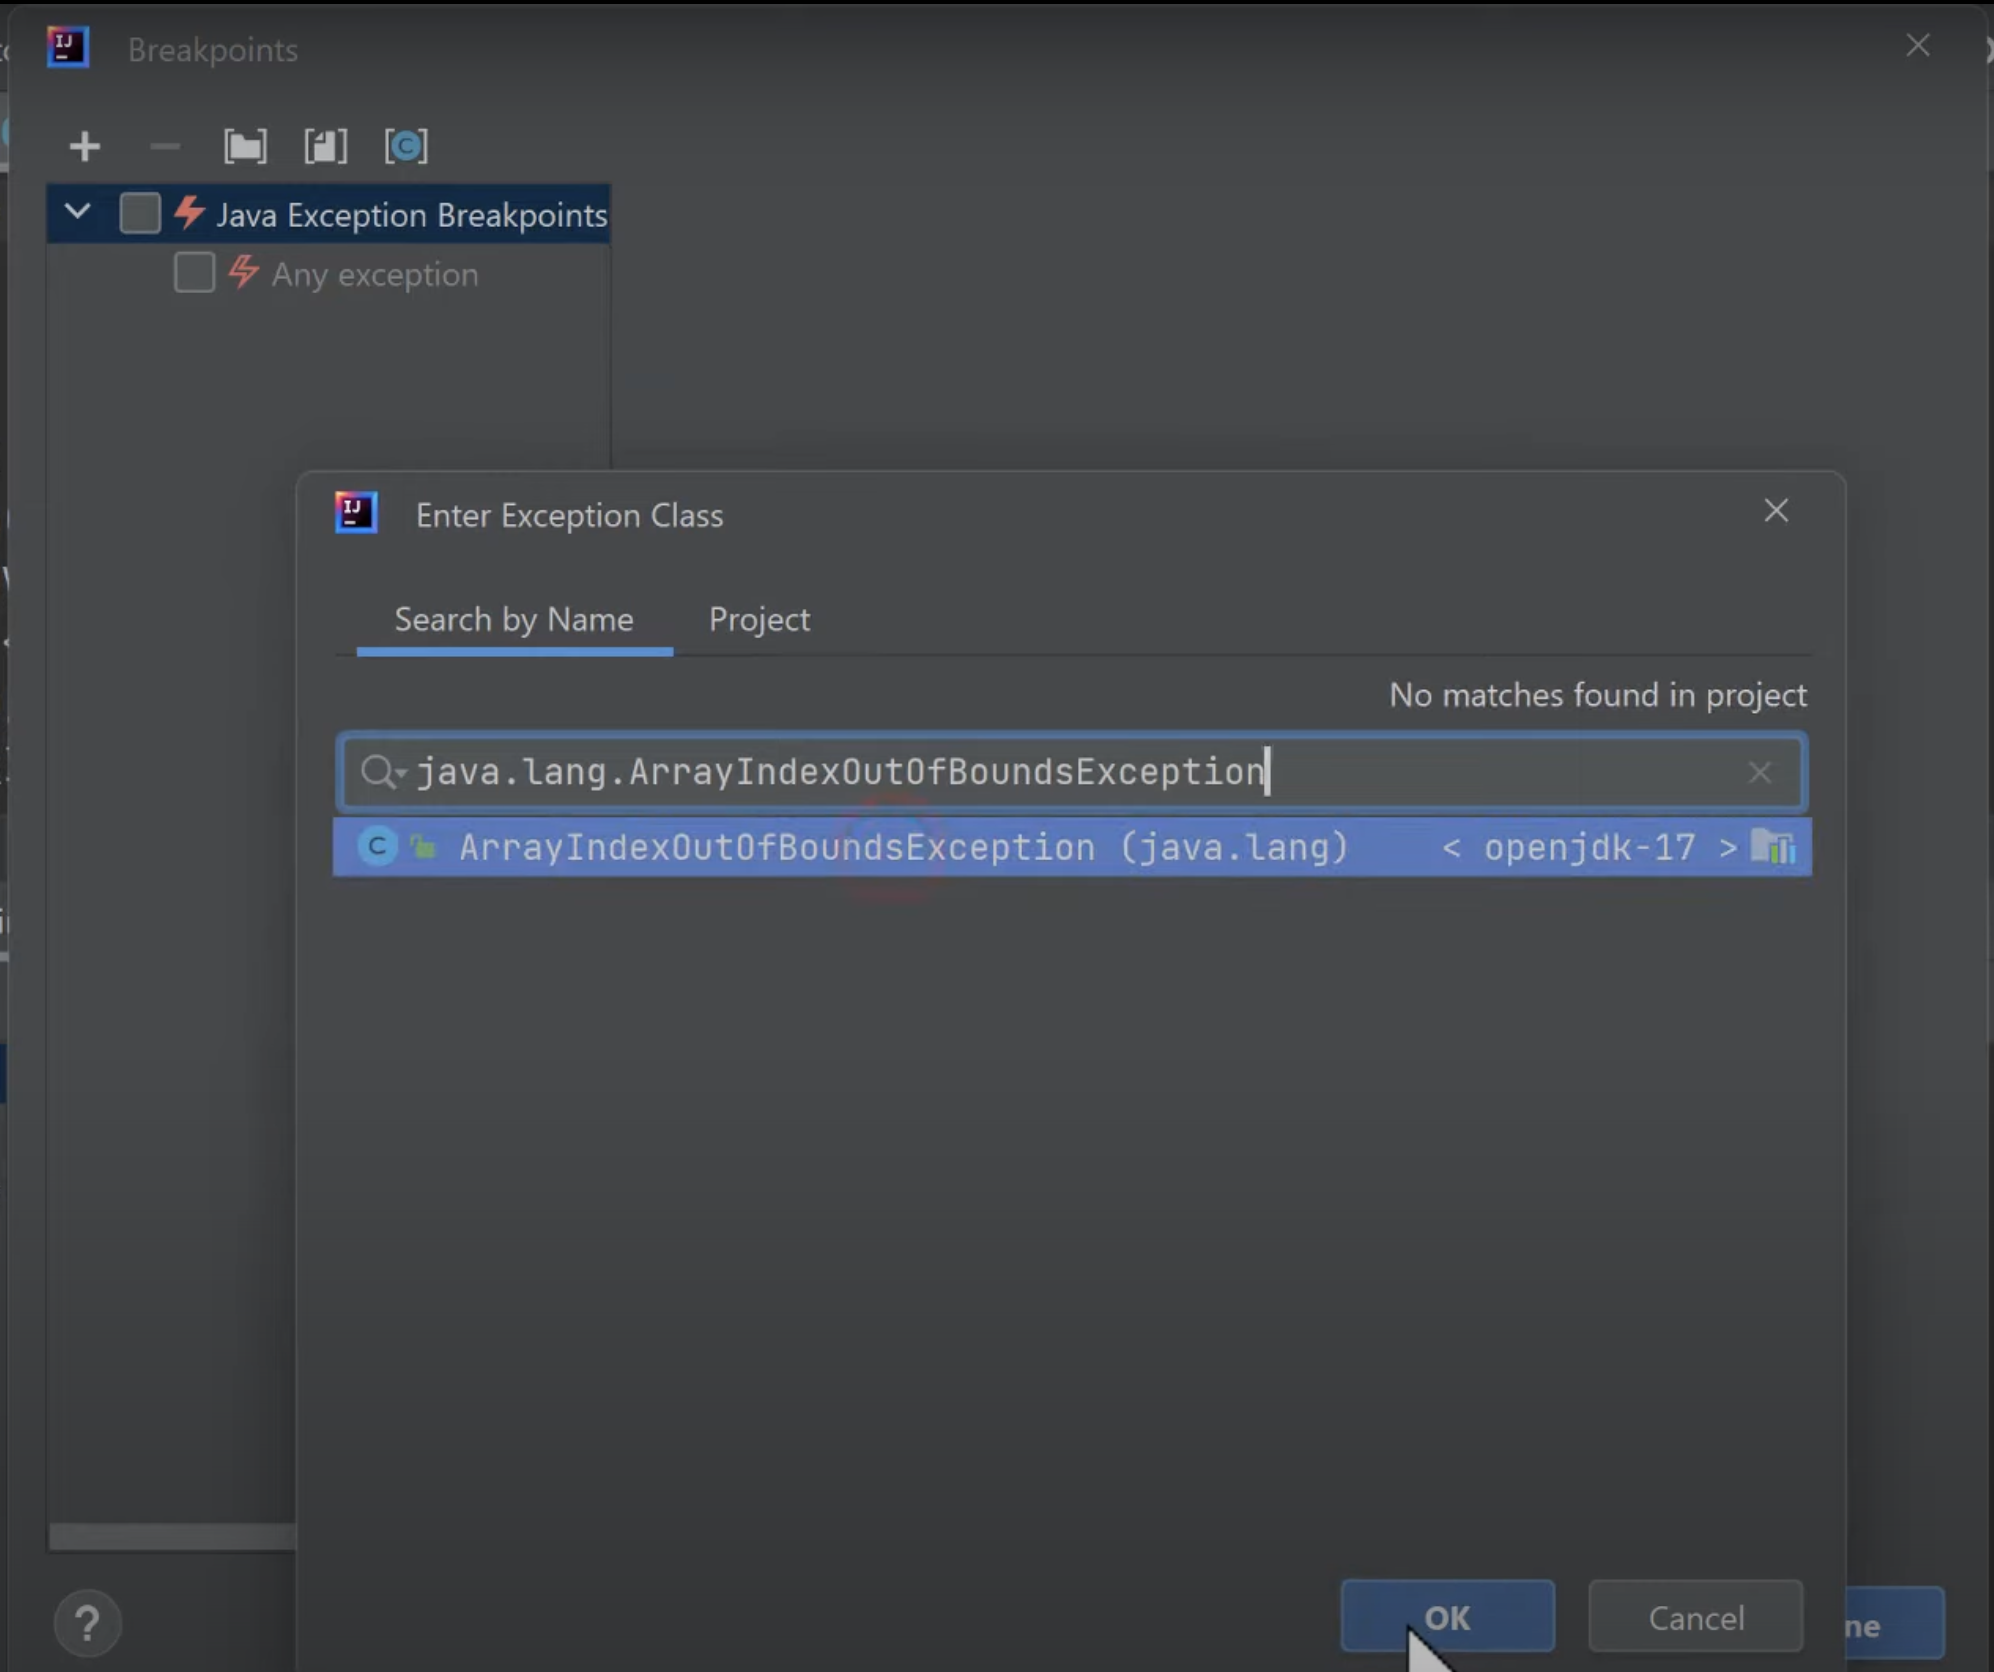 Breakpoints
Java Exception Breakpoints
Any exception
Enter Exception Class
Search by Name
Project
No matches found in project
java.lang.ArrayIndexOutOfBoundsException
ArrayIndexOutOfBoundsException (java.lang) < openjdk-17 >
OK
Cancel
ne